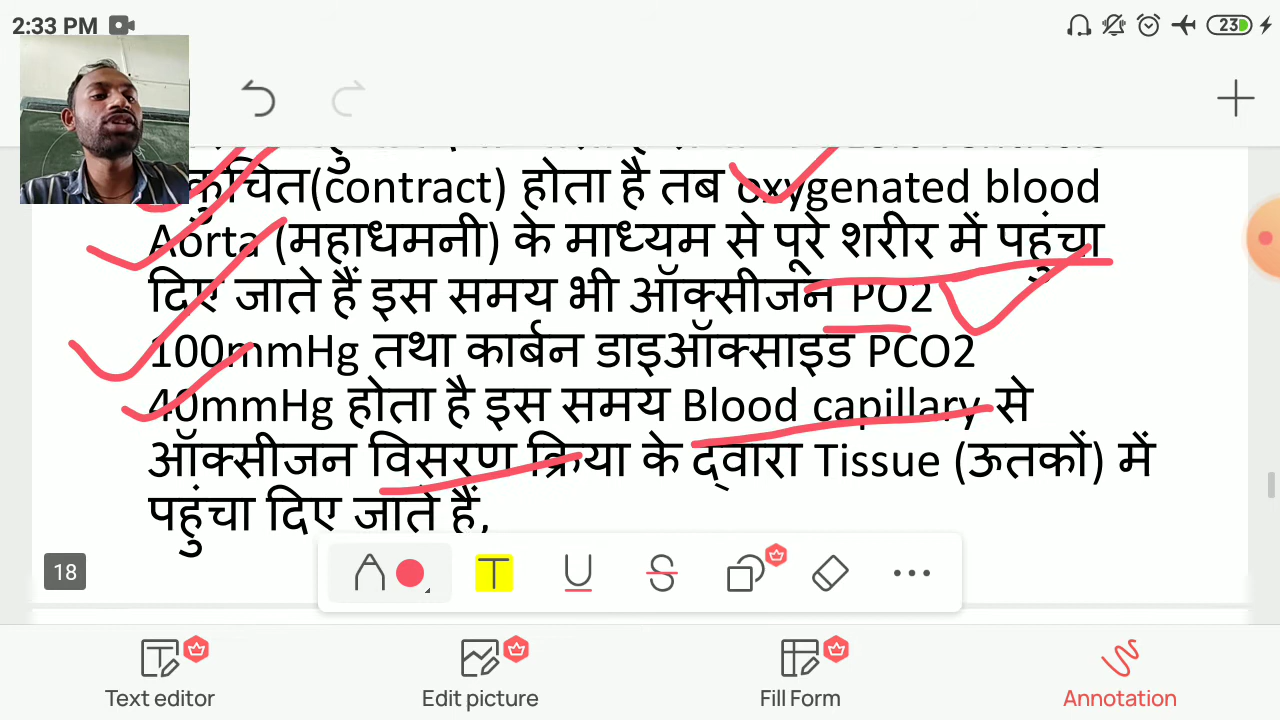 2:33 PM
23
कुंचित(contract) होता है तब oxygenated blood
Aorta (महाधमनी) के माध्यम से पूरे शरीर में पहुंचा
दिए जाते हैं इस समय भी ऑक्सीजन PO2
100mmHg तथा कार्बन डाइऑक्साइड PCO2
40mmHg होता है इस समय Blood capillary से
ऑक्सीजन विसरण क्रिया के द्वारा Tissue (ऊतकों) में
पहुंचा दिए जाते हैं,
18
Text editor
Edit picture
Fill Form
Annotation